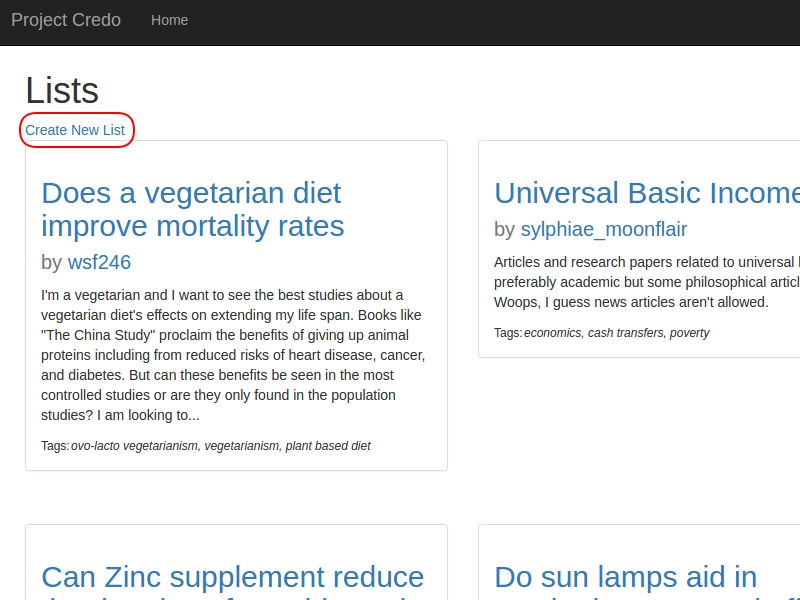 Project Credo Home
Lists
Create New List
Does a vegetarian diet
improve mortality rates
by wsf246
I'm a vegetarian and I want to see the best studies about a
vegetarian diet's effects on extending my life span. Books like
"The China Study" proclaim the benefits of giving up animal
proteins including from reduced risks of heart disease, cancer,
and diabetes. But can these benefits be seen in the most
controlled studies or are they only found in the population
studies? I am looking to...
Tags: ovo-lacto vegetarianism, vegetarianism, plant based diet
Universal Basic Income
by sylphiae_moonflair
Articles and research papers related to universal
preferably academic but some philosophical
Woops, I guess news articles aren't allowed.
Tags: economics, cash transfers, poverty
Can Zinc supplement reduce
Do sun lamps aid in